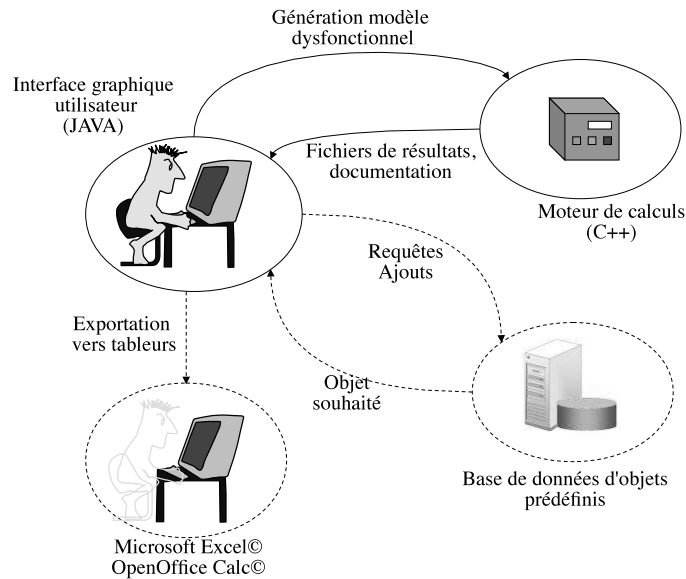 Génération modèle
dysfonctionnel
Interface graphique
utilisateur
(JAVA)
Fichiers de résultats,
documentation
Moteur de calculs
(C++)
Requêtes
Ajouts
Exportation
vers tableurs
Objet
souhaité
Base de données d'objets
prédéfinis
Microsoft Excel©
OpenOffice Calc©